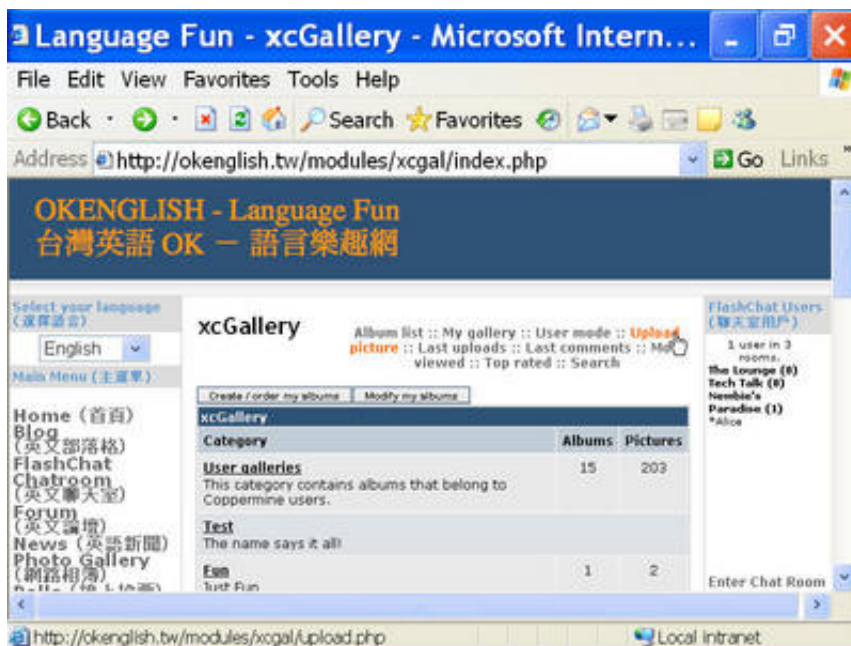 Language Fun - xcGallery - Microsoft Intern...
File Edit View Favorites Tools Help
Back Search Favorites
Address http://okenglish.tw/modules/xcgal/index.php Go Links
OKENGLISH - Language Fun
台灣英語 OK － 語言樂趣網
Select your language
(選擇語言)
English
Main Menu (主選單)
Home (首頁)
Blog
(英文部落格)
FlashChat
Chatroom
(英文聊天室)
Forum
(英文論壇)
News (英語新聞)
Photo Gallery
(網路相簿)
xcGallery
Album list :: My gallery :: User mode :: Upload
picture :: Last uploads :: Last comments ::
viewed :: Top rated :: Search
Create / order my albums Modify my albums
xcGallery
Category Albums Pictures
User galleries 15 203
This category contains albums that belong to
Coppermine users.
Test
The name says it all!
Fun 1 2
Just Fun
FlashChat Users
(聊天室用戶)
1 user in 3
rooms.
The Lounge (0)
Tech Talk (0)
Newbie's
Paradise (1)
*Alice
Enter Chat Room
http://okenglish.tw/modules/xcgal/upload.php
Local intranet